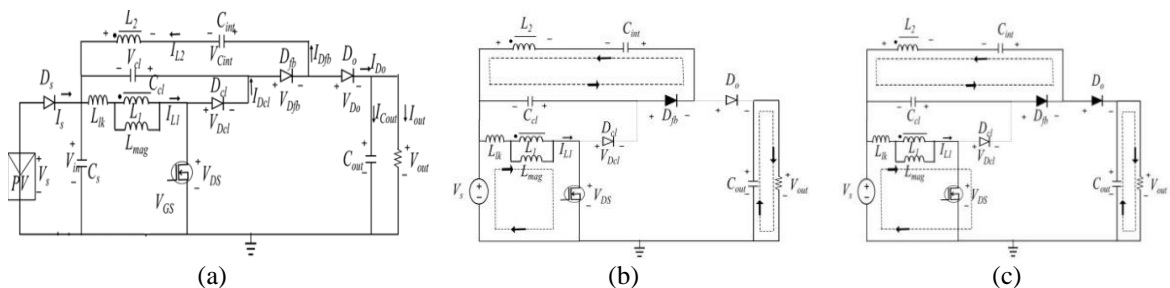 L2 Cint
IL2 VCint
IDfb
Vcl
Dfb Do IDo
Ccl
VDfb VDo
Ds Dcl IDcl
Is Llk L1 IL1 VDcl
Lmag
ICout Iout
PV Vs Vin Cs
VDS
VGS
Cout Vout
(a)
L2 Cint
Do
Ccl Dfb
Dcl
Llk L1 IL1 VDcl
Lmag
Vs VDS
Cout Vout
(b)
L2 Cint
Do
Ccl Dfb
Dcl
Llk L1 IL1 VDcl
Lmag
Vs VDS
Cout Vout
(c)